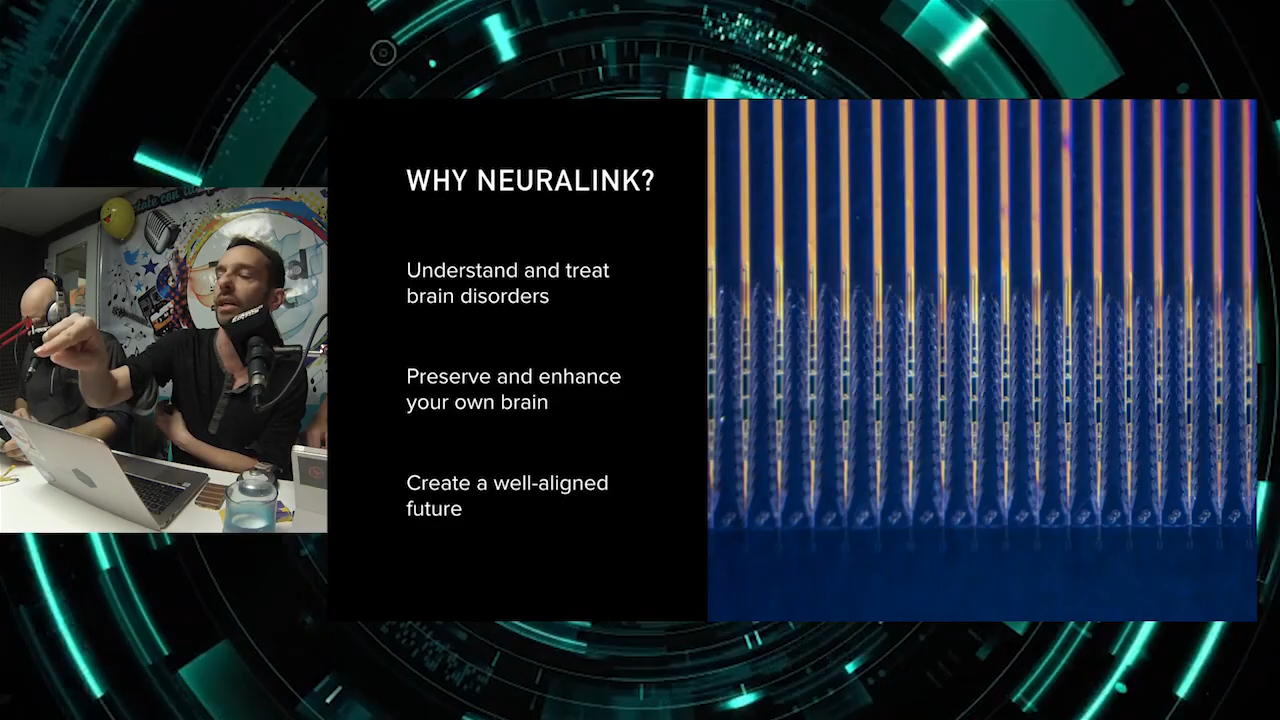 WHY NEURALINK?
Understand and treat
brain disorders
Preserve and enhance
your own brain
Create a well-aligned
future